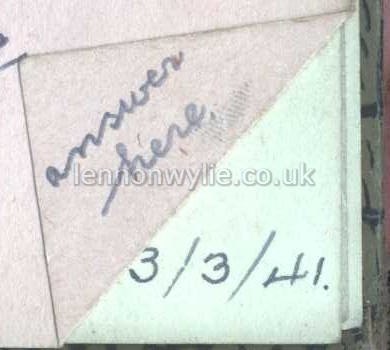 answer
here.
lennonwylie.co.uk
3/3/41.